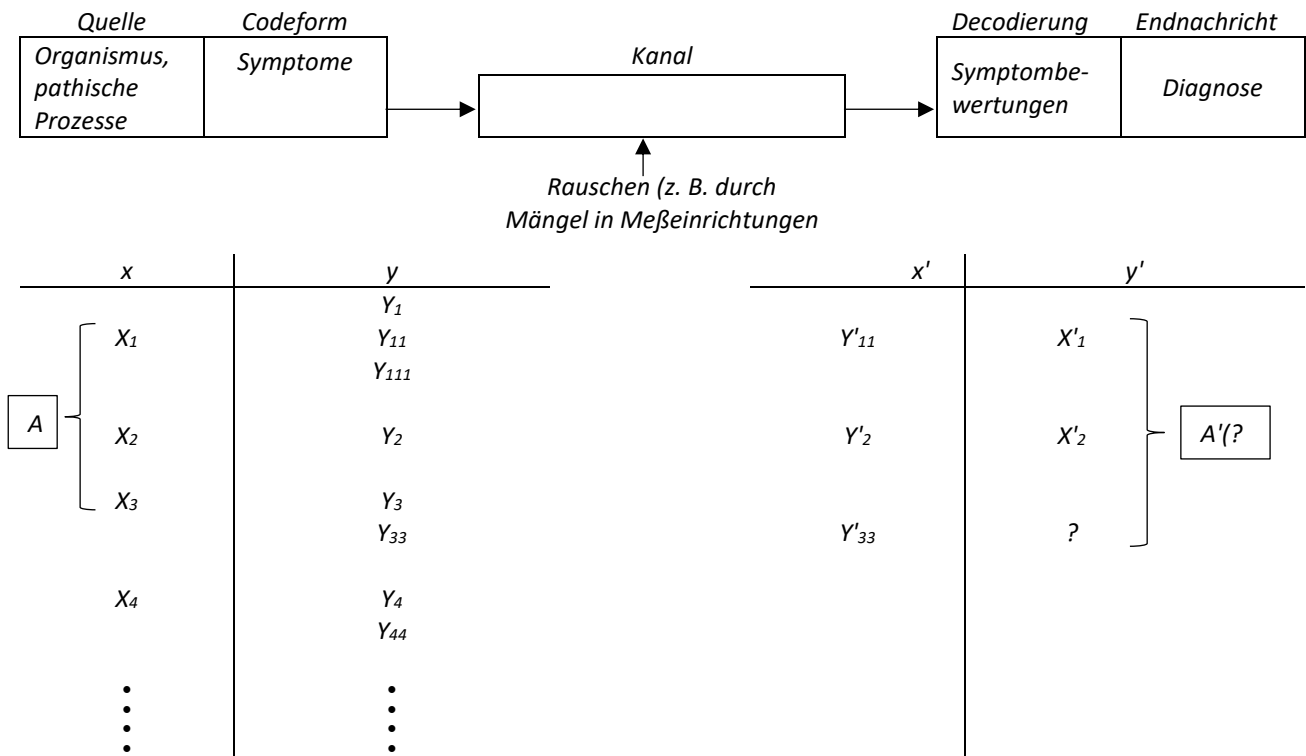 Quelle Codeform Decodierung Endnachricht
Organismus,
pathische
Prozesse
Symptome
Kanal
Symptombe-
wertungen
Diagnose
Rauschen (z. B. durch
Mängel in Meßeinrichtungen
x y x' y'
Y₁
X₁ Y₁₁ Y'₁₁ X'₁
Y₁₁₁
A X₂ Y₂ Y'₂ X'₂ A'(?
X₃ Y₃
Y₃₃ Y'₃₃ ?
X₄ Y₄
Y₄₄